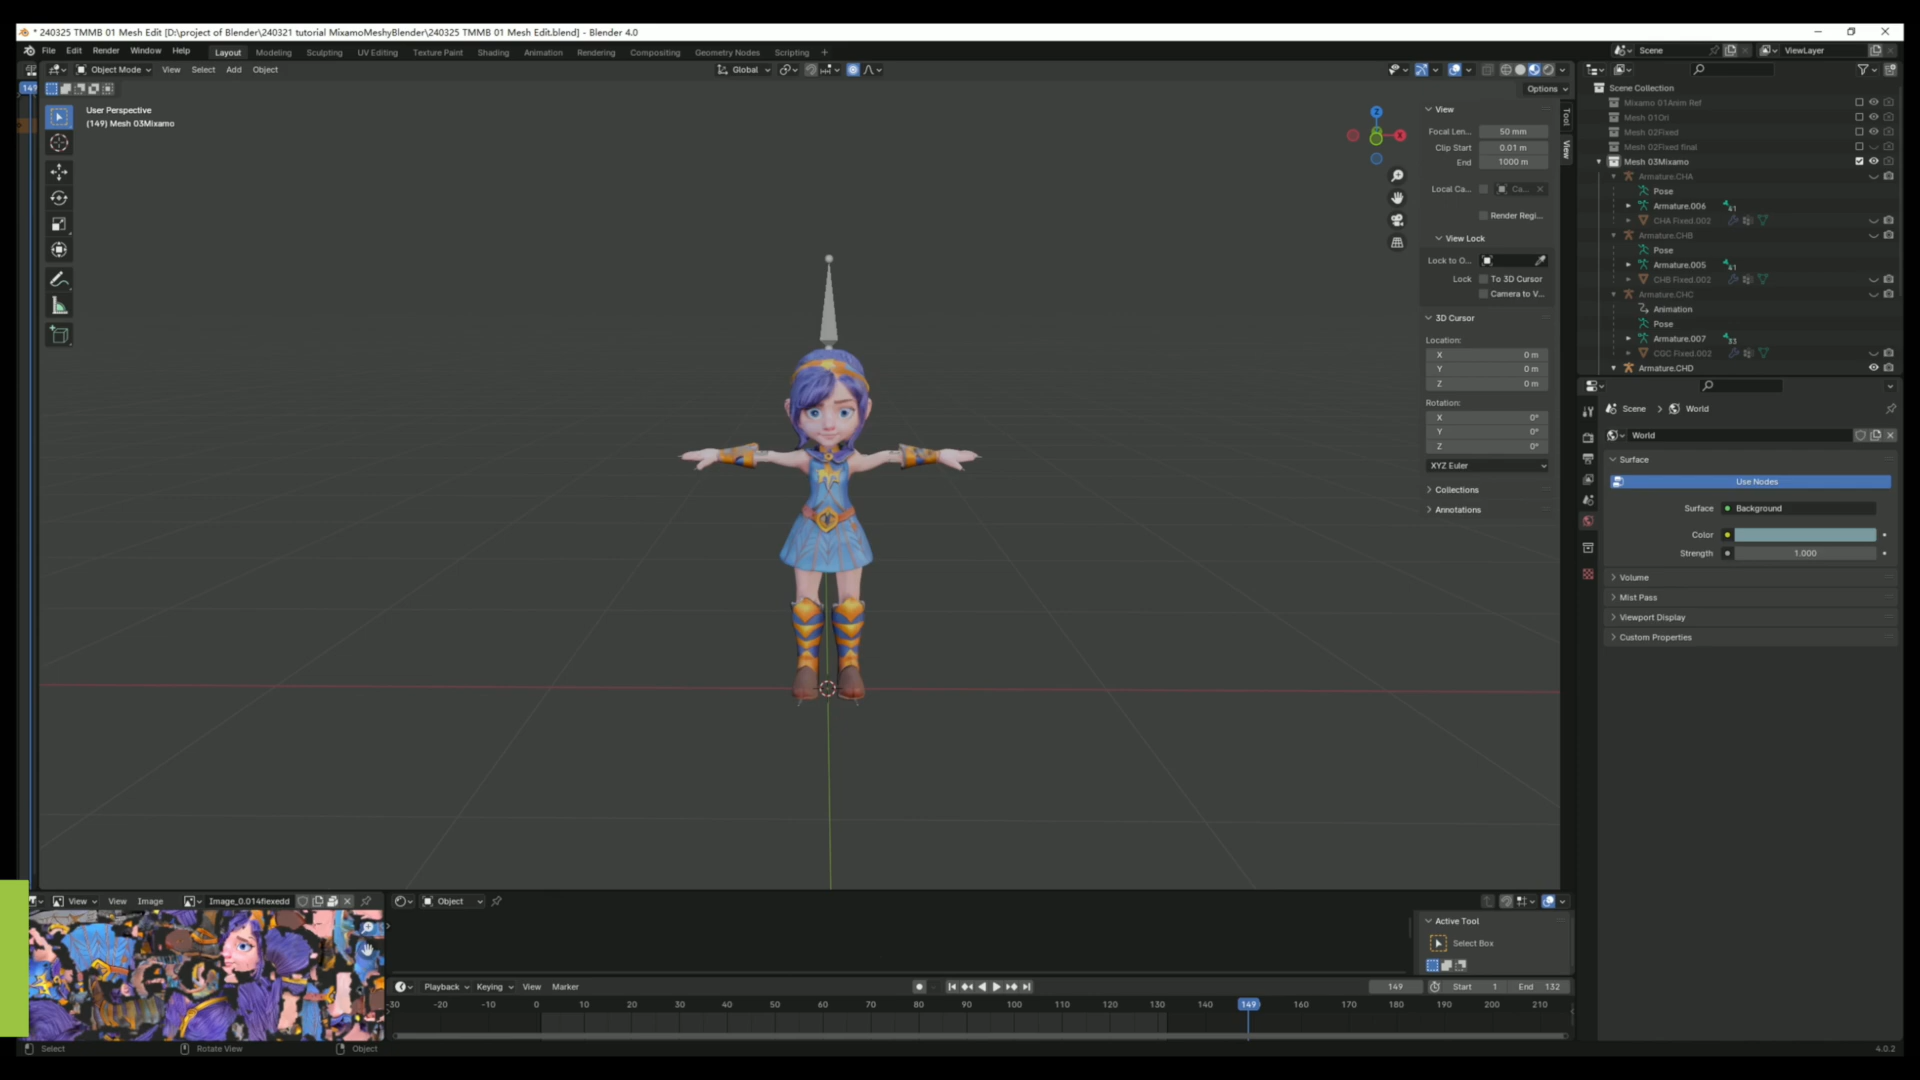 * 240325 TMMB 01 Mesh Edit [D:\project of Blender\240321 tutorial MixamoMeshyBlender\240325 TMMB 01 Mesh Edit.blend] - Blender 4.0
File Edit Render Window Help Layout Modeling Sculpting UV Editing Texture Paint Shading Animation Rendering Compositing Geometry Nodes Scripting +
Scene ViewLayer
Object Mode View Select Add Object Global
Options
149
User Perspective
(149) Mesh 03Mixamo
Z
X
View
Focal Len... 50 mm
Clip Start 0.01 m
End 1000 m
Local Ca... Ca...
Render Regi...
View Lock
Lock to O...
Lock To 3D Cursor
Camera to V...
3D Cursor
Location:
X 0 m
Y 0 m
Z 0 m
Rotation:
X 0°
Y 0°
Z 0°
XYZ Euler
Collections
Annotations
Tool
View
Scene Collection
Mixamo 01Anim Ref
Mesh 01Ori
Mesh 02Fixed
Mesh 02Fixed final
Mesh 03Mixamo
Armature.CHA
Pose
Armature.006 41
CHA Fixed.002
Armature.CHB
Pose
Armature.005 41
CHB Fixed.002
Armature.CHC
Animation
Pose
Armature.007 33
CGC Fixed.002
Armature.CHD
Scene > World
World
Surface
Use Nodes
Surface Background
Color
Strength 1.000
Volume
Mist Pass
Viewport Display
Custom Properties
View View Image Image_0.014fiexedd
Object
Active Tool
Select Box
Playback Keying View Marker
149 Start 1 End 132
-30 -20 -10 0 10 20 30 40 50 60 70 80 90 100 110 120 130 149 160 170 180 190 200 210
Select Rotate View Object
4.0.2